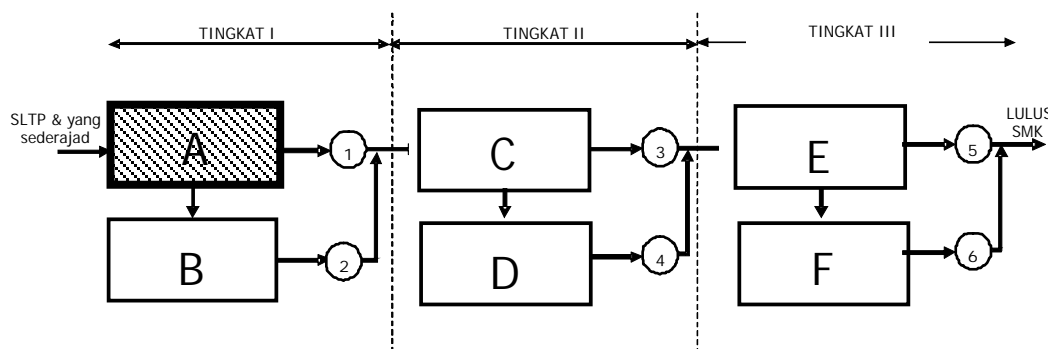 TINGKAT I
TINGKAT II
TINGKAT III
SLTP & yang
sederajad
A
1
C
3
E
5
LULUS
SMK
B
2
D
4
F
6